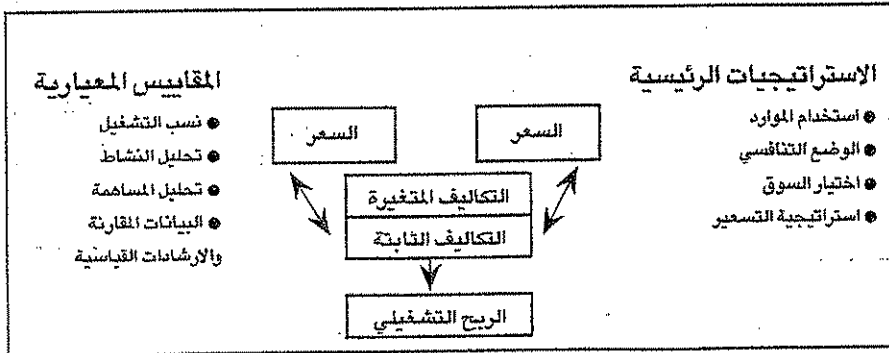 الاستراتيجيات الرئيسية
● استخدام الموارد
● الوضع التنافسي
● اختيار السوق
● استراتيجية التسعير
السعر
السعر
التكاليف المتغيرة
التكاليف الثابتة
الربح التشغيلي
المقاييس المعيارية
● نسب التشغيل
● تحليل النشاط
● تحليل المساهمة
● البيانات المقارنة
والارشادات القياسية